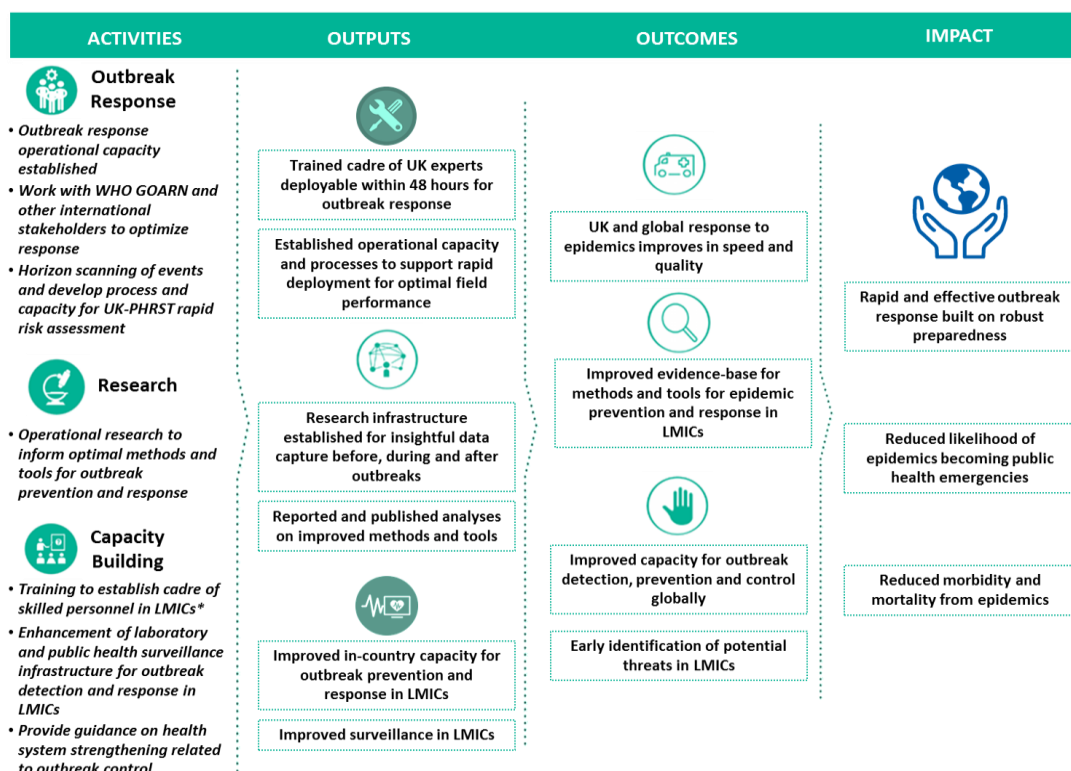 ACTIVITIES
OUTPUTS
OUTCOMES
IMPACT
Outbreak
Response
• Outbreak response
operational capacity
established
• Work with WHO GOARN and
other international
stakeholders to optimize
response
• Horizon scanning of events
and develop process and
capacity for UK-PHRST rapid
risk assessment
Research
• Operational research to
inform optimal methods and
tools for outbreak
prevention and response
Capacity
Building
• Training to establish cadre of
skilled personnel in LMICs*
• Enhancement of laboratory
and public health surveillance
infrastructure for outbreak
detection and response in
LMICs
• Provide guidance on health
system strengthening related
to outbreak control
Trained cadre of UK experts
deployable within 48 hours for
outbreak response
Established operational capacity
and processes to support rapid
deployment for optimal field
performance
Research infrastructure
established for insightful data
capture before, during and after
outbreaks
Reported and published analyses
on improved methods and tools
Improved in-country capacity for
outbreak prevention and
response in LMICs
Improved surveillance in LMICs
UK and global response to
epidemics improves in speed and
quality
Improved evidence-base for
methods and tools for epidemic
prevention and response in
LMICs
Improved capacity for outbreak
detection, prevention and control
globally
Early identification of potential
threats in LMICs
Rapid and effective outbreak
response built on robust
preparedness
Reduced likelihood of
epidemics becoming public
health emergencies
Reduced morbidity and
mortality from epidemics